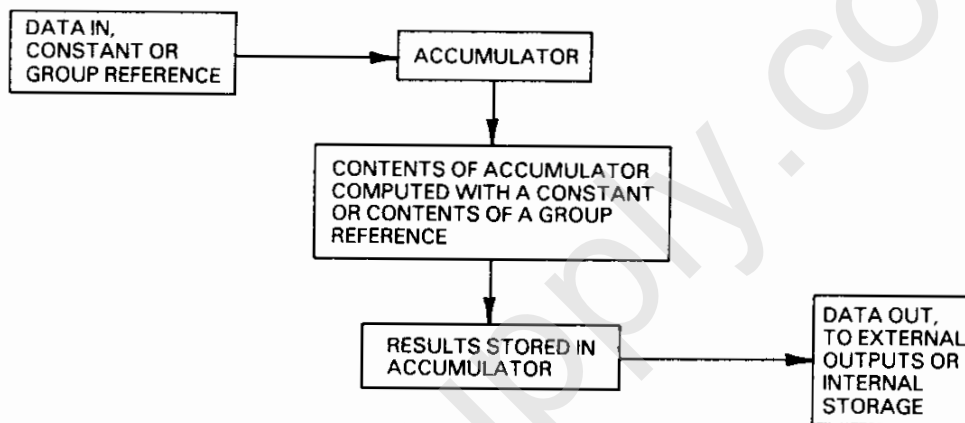 DATA IN,
CONSTANT OR
GROUP REFERENCE
ACCUMULATOR
CONTENTS OF ACCUMULATOR
COMPUTED WITH A CONSTANT
OR CONTENTS OF A GROUP
REFERENCE
RESULTS STORED IN
ACCUMULATOR
DATA OUT,
TO EXTERNAL
OUTPUTS OR
INTERNAL
STORAGE